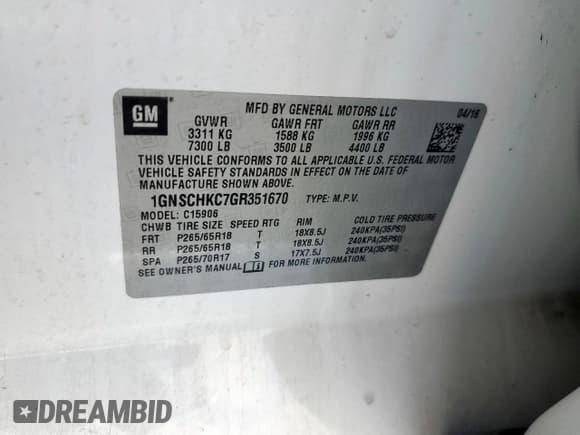 GM
MFD BY GENERAL MOTORS LLC 04/16
GVWR GAWR FRT GAWR RR
3311 KG 1588 KG 1996 KG
7300 LB 3500 LB 4400 LB
THIS VEHICLE CONFORMS TO ALL APPLICABLE U.S. FEDERAL MOTOR
VEHICLE SAFETY STANDARDS IN EFFECT ON THE DATE OF
MANUFACTURE SHOWN ABOVE.
1GNSCHKC7GR351670 TYPE: M.P.V.
MODEL: C15906
CHWB TIRE SIZE SPEED RTG RIM COLD TIRE PRESSURE
FRT P265/65R18 T 18X8.5J 240KPA(35PSI)
RR P265/65R18 T 18X8.5J 240KPA(35PSI)
SPA P265/70R17 S 17X7.5J 240KPA(35PSI)
SEE OWNER'S MANUAL FOR MORE INFORMATION.
DREAMBID